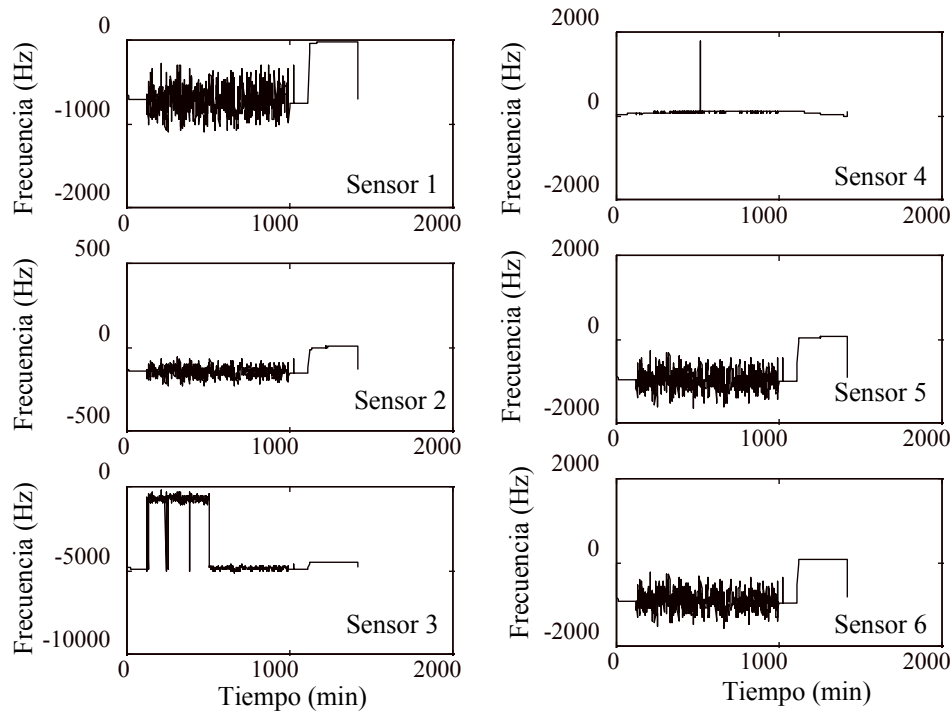 0
-1000
-2000
Frecuencia (Hz)
Sensor 1
0
1000
2000
500
0
-500
Frecuencia (Hz)
Sensor 2
0
1000
2000
0
-5000
-10000
Frecuencia (Hz)
Sensor 3
0
1000
2000
Tiempo (min)
2000
0
-2000
Frecuencia (Hz)
Sensor 4
0
1000
2000
2000
0
-2000
Frecuencia (Hz)
Sensor 5
0
1000
2000
2000
0
-2000
Frecuencia (Hz)
Sensor 6
0
1000
2000
Tiempo (min)